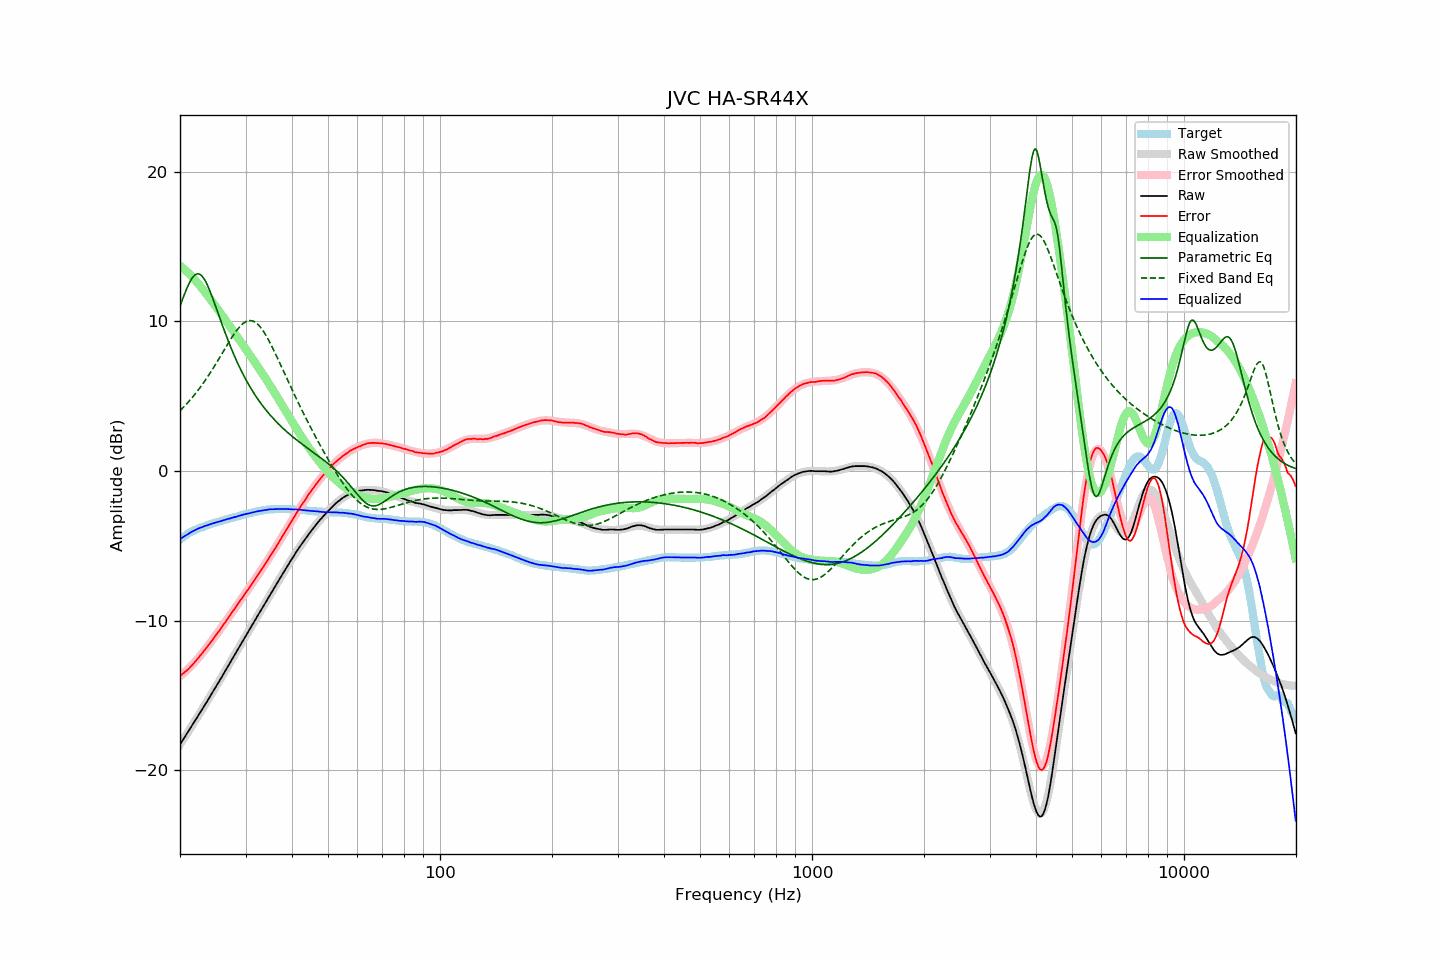 JVC HA-SR44X
Target
Raw Smoothed
Error Smoothed
Raw
Error
Equalization
Parametric Eq
Fixed Band Eq
Equalized
20
10
0
−10
−20
Amplitude (dBr)
100
1000
10000
Frequency (Hz)